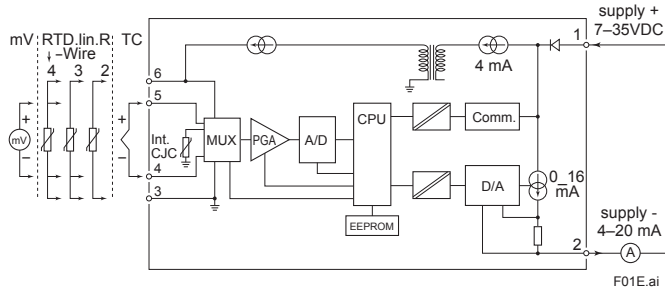 supply +
7–35VDC
mV
RTD.lin.R
TC
–Wire
4 3 2
1
4 mA
6
5
CPU
Comm.
+
mV
–
+
–
Int.
CJC
MUX
PGA
A/D
4
3
D/A
0_16
mA
EEPROM
supply -
4–20 mA
2
A
F01E.ai